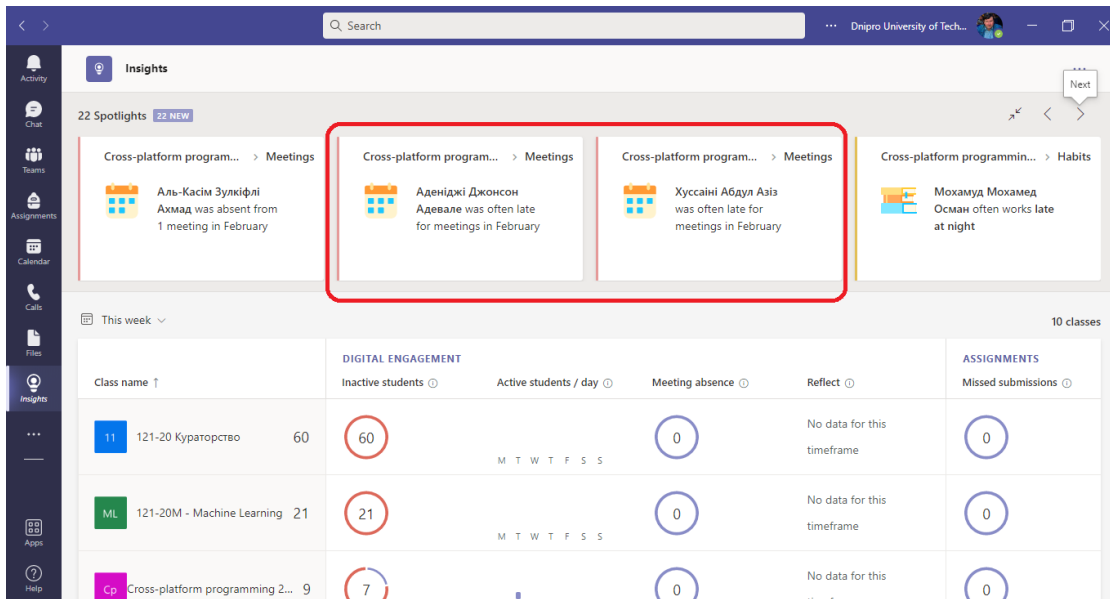 Search
Dnipro University of Tech...
Activity
Chat
Teams
Assignments
Calendar
Calls
Files
Insights
Apps
Help
Insights
Next
22 Spotlights 22 NEW
Cross-platform program... > Meetings
Аль-Касім Зулкіфлі
Ахмад was absent from
1 meeting in February
Cross-platform program... > Meetings
Аденіджі Джонсон
Адевале was often late
for meetings in February
Cross-platform program... > Meetings
Хуссаіні Абдул Азіз
was often late for
meetings in February
Cross-platform programmin... > Habits
Мохамуд Мохамед
Осман often works late
at night
This week
10 classes
DIGITAL ENGAGEMENT
ASSIGNMENTS
Class name ↑
Inactive students
Active students / day
Meeting absence
Reflect
Missed submissions
11 121-20 Кураторство 60
60
M T W T F S S
0
No data for this
timeframe
0
ML 121-20М - Machine Learning 21
21
M T W T F S S
0
No data for this
timeframe
0
Cp Cross-platform programming 2... 9
7
0
No data for this
0